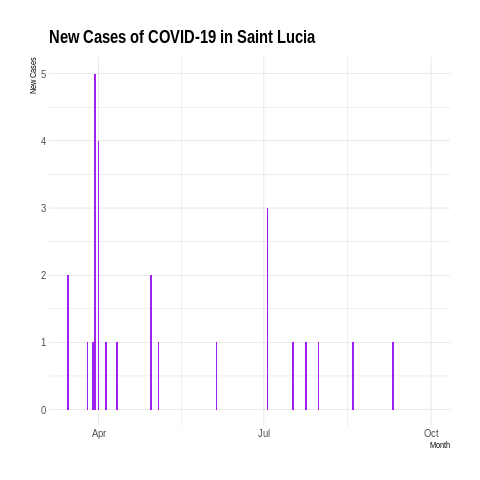 New Cases of COVID-19 in Saint Lucia
New Cases
5
4
3
2
1
0
Apr
Jul
Oct
Month